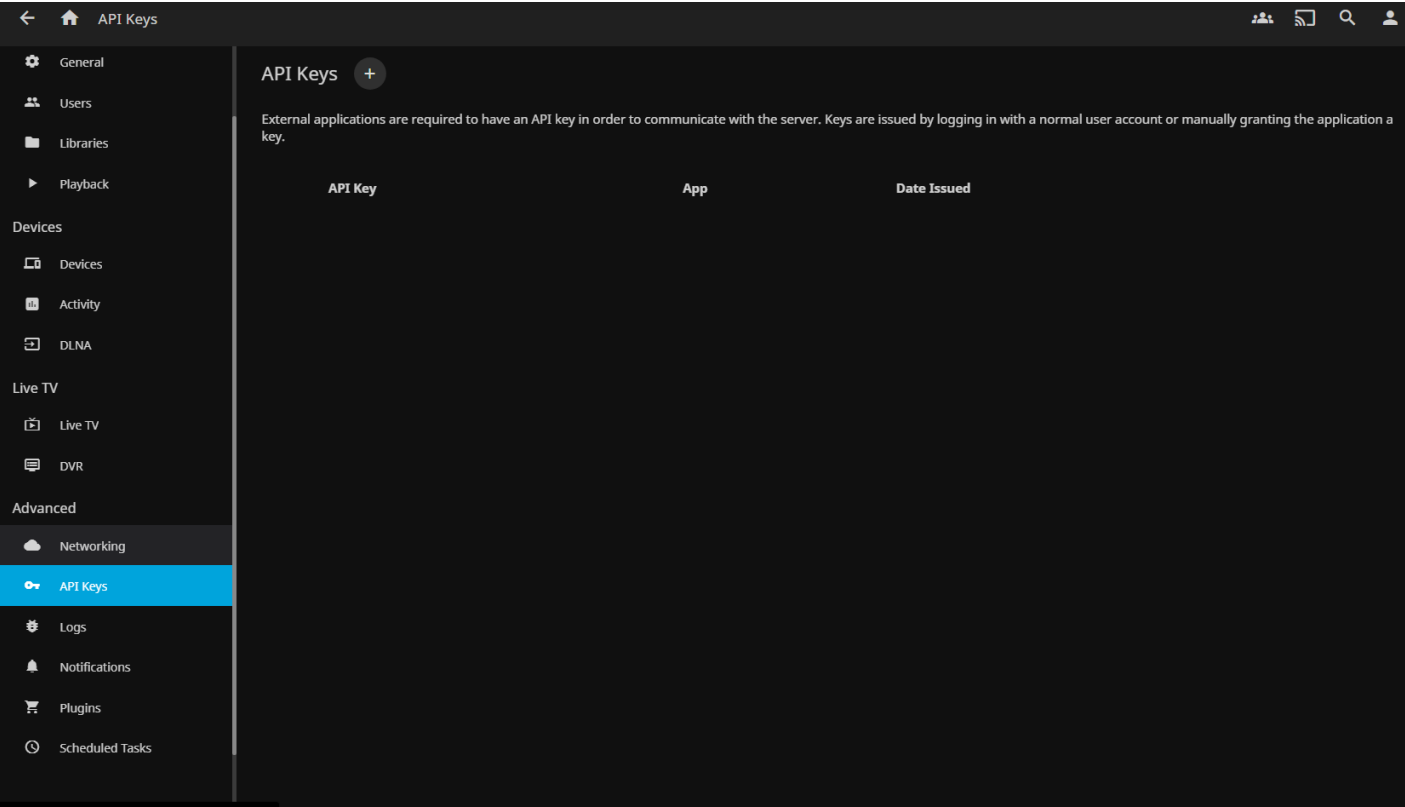 API Keys
General
Users
Libraries
Playback
Devices
Devices
Activity
DLNA
Live TV
Live TV
DVR
Advanced
Networking
API Keys
Logs
Notifications
Plugins
Scheduled Tasks
API Keys +
External applications are required to have an API key in order to communicate with the server. Keys are issued by logging in with a normal user account or manually granting the application a
key.
API Key App Date Issued